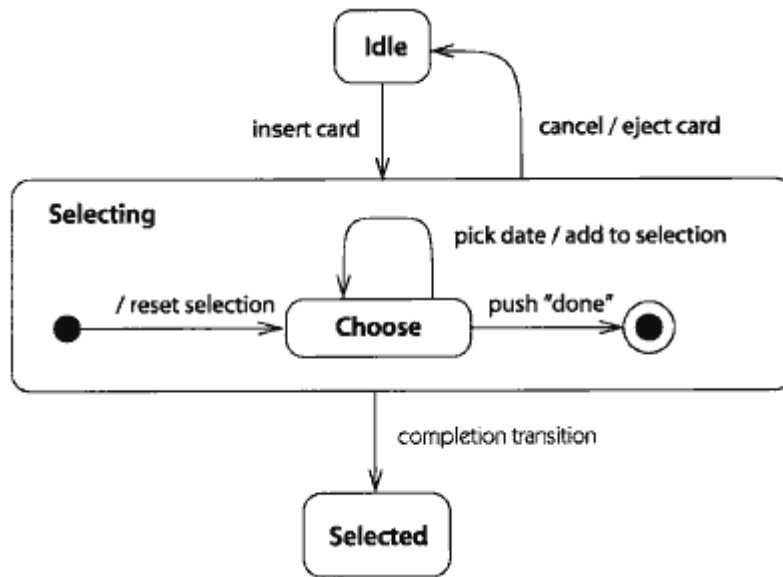 Idle
insert card
cancel / eject card
Selecting
pick date / add to selection
/ reset selection
Choose
push "done"
completion transition
Selected